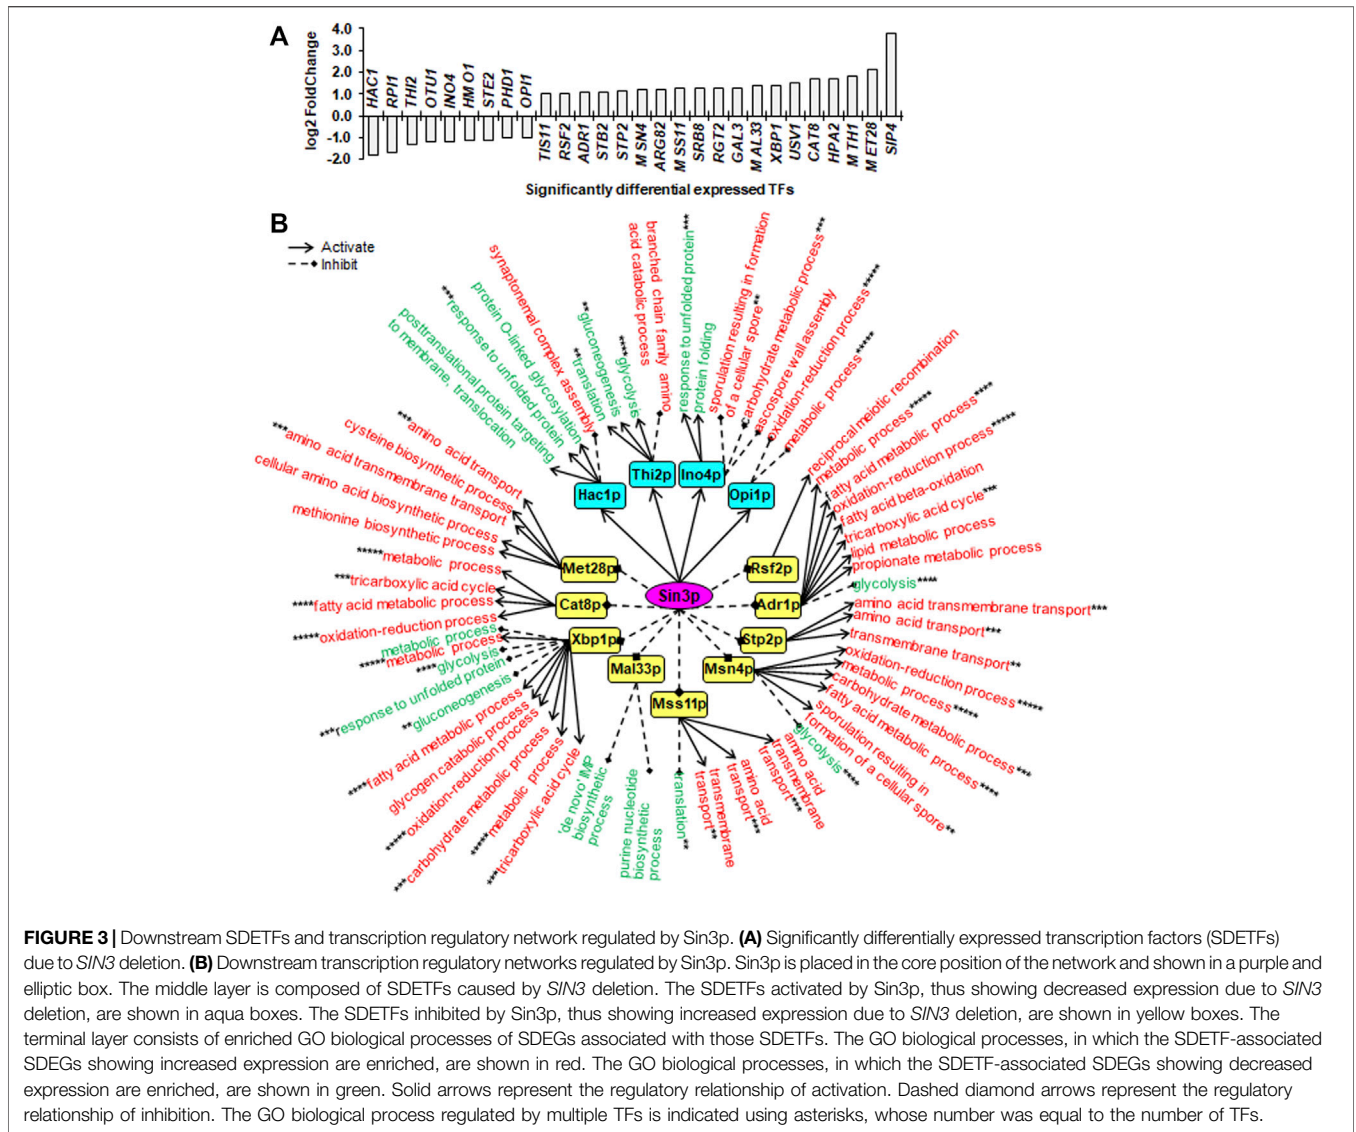 A
log2 FoldChange
4.0
3.0
2.0
1.0
0.0
-1.0
-2.0
HAC1
RPI1
THI2
OTU1
INO4
HMO1
STE2
PHD1
OPI1
TIS11
RSF2
ADR1
STB2
STP2
MSN4
ARG82
MSS11
SRB8
RGT2
GAL3
MAL33
XBP1
USV1
CAT8
HPA2
MTH1
MET28
SIP4
Significantly differential expressed TFs
B
Activate
Inhibit
posttranslational protein targeting
to membrane, translocation
***response to unfolded protein
protein O-linked glycosylation
synaptonemal complex assembly
**translation
**gluconeogenesis
****glycolysis
branched chain family amino
acid catabolic process
response to unfolded protein***
protein folding
sporulation resulting in formation
of a cellular spore**
carbohydrate metabolic process***
ascospore wall assembly
oxidation-reduction process*****
metabolic process*****
reciprocal meiotic recombination
metabolic process*****
fatty acid metabolic process****
oxidation-reduction process*****
fatty acid beta-oxidation
tricarboxylic acid cycle***
lipid metabolic process
propionate metabolic process
glycolysis****
amino acid transmembrane transport***
amino acid transport***
transmembrane transport**
oxidation-reduction process*****
metabolic process*****
carbohydrate metabolic process***
fatty acid metabolic process****
sporulation resulting in
formation of a cellular spore**
glycolysis****
amino acid
transmembrane
transport***
amino acid
transport***
transmembrane
transport**
translation**
purine nucleotide
biosynthetic
process
'de novo' IMP
biosynthetic
process
***tricarboxylic acid cycle
*****metabolic process
***carbohydrate metabolic process
*****oxidation-reduction process
glycogen catabolic process
****fatty acid metabolic process
**gluconeogenesis
***response to unfolded protein
****glycolysis
*****metabolic process
metabolic process
*****oxidation-reduction process
****fatty acid metabolic process
***tricarboxylic acid cycle
*****metabolic process
methionine biosynthetic process
cellular amino acid biosynthetic process
***amino acid transmembrane transport
cysteine biosynthetic process
***amino acid transport
Hac1p
Thi2p
Ino4p
Opi1p
Met28p
Rsf2p
Sin3p
Cat8p
Adr1p
Xbp1p
Stp2p
Mal33p
Msn4p
Mss11p
FIGURE 3 | Downstream SDETFs and transcription regulatory network regulated by Sin3p. (A) Significantly differentially expressed transcription factors (SDETFs)
due to SIN3 deletion. (B) Downstream transcription regulatory networks regulated by Sin3p. Sin3p is placed in the core position of the network and shown in a purple and
elliptic box. The middle layer is composed of SDETFs caused by SIN3 deletion. The SDETFs activated by Sin3p, thus showing decreased expression due to SIN3
deletion, are shown in aqua boxes. The SDETFs inhibited by Sin3p, thus showing increased expression due to SIN3 deletion, are shown in yellow boxes. The
terminal layer consists of enriched GO biological processes of SDEGs associated with those SDETFs. The GO biological processes, in which the SDETF-associated
SDEGs showing increased expression are enriched, are shown in red. The GO biological processes, in which the SDETF-associated SDEGs showing decreased
expression are enriched, are shown in green. Solid arrows represent the regulatory relationship of activation. Dashed diamond arrows represent the regulatory
relationship of inhibition. The GO biological process regulated by multiple TFs is indicated using asterisks, whose number was equal to the number of TFs.